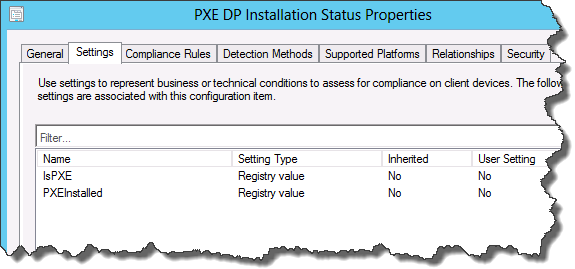 PXE DP Installation Status Properties
General Settings Compliance Rules Detection Methods Supported Platforms Relationships Security
Use settings to represent business or technical conditions to assess for compliance on client devices. The follo
settings are associated with this configuration item.
Filter...
Name Setting Type Inherited User Setting
IsPXE Registry value No No
PXEInstalled Registry value No No